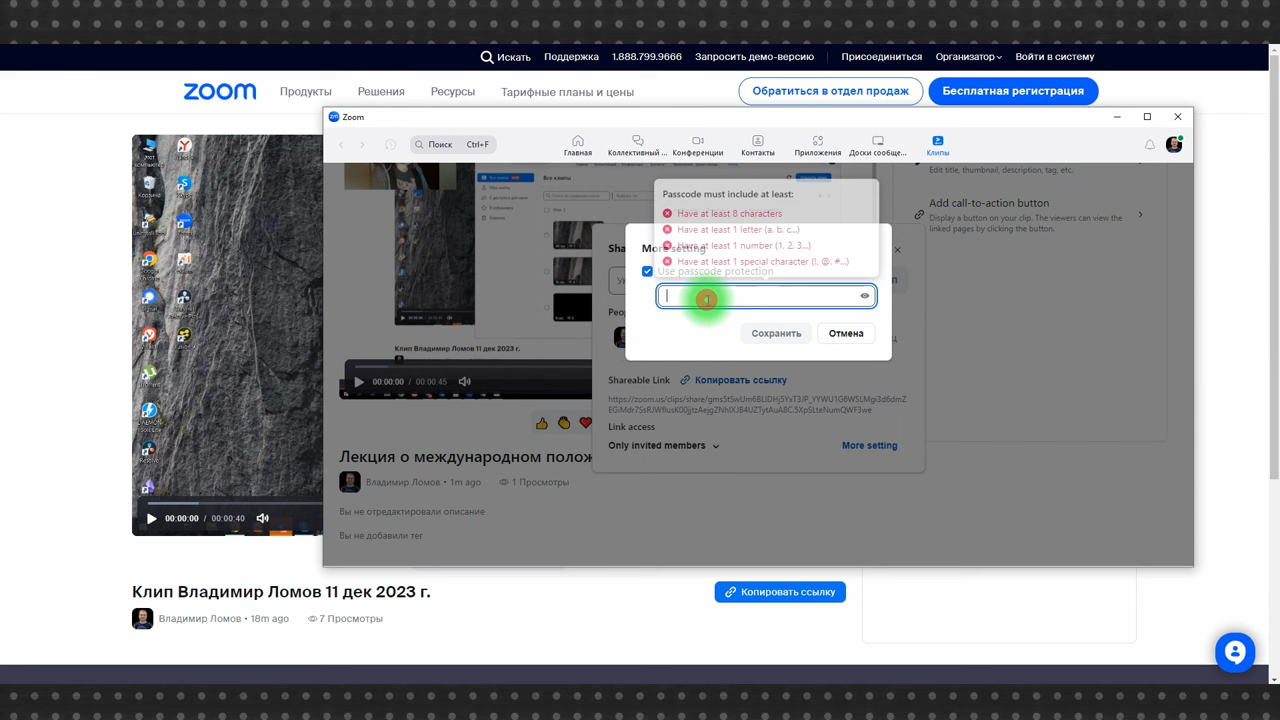 Искать
Поддержка
1.888.799.9666
Запросить демо-версию
Присоединиться
Организатор
Войти в систему
zoom
Продукты
Решения
Ресурсы
Тарифные планы и цены
Обратиться в отдел продаж
Бесплатная регистрация
Zoom
Поиск Ctrl+F
Главная
Коллективный ...
Конференции
Контакты
Приложения
Доски сообще...
Клипы
Edit title, thumbnail, description, tag, etc.
Add call-to-action button
Display a button on your clip. The viewers can view the
linked pages by clicking the button.
Passcode must include at least:
Have at least 8 characters
Have at least 1 letter (a, b, c...)
Have at least 1 number (1, 2, 3...)
Have at least 1 special character (!, @, #...)
More setting
Use passcode protection
Сохранить
Отмена
Все клипы
Клип Владимир Ломов 11 дек 2023 г.
00:00:00 / 00:00:45
Shareable Link
Копировать ссылку
Link access
Only invited members
More setting
Лекция о международном полож
Владимир Ломов • 1m ago
1 Просмотры
Вы не отредактировали описание
Вы не добавили тег
Корзина
00:00:00 / 00:00:40
Клип Владимир Ломов 11 дек 2023 г.
Копировать ссылку
Владимир Ломов • 18m ago
7 Просмотры